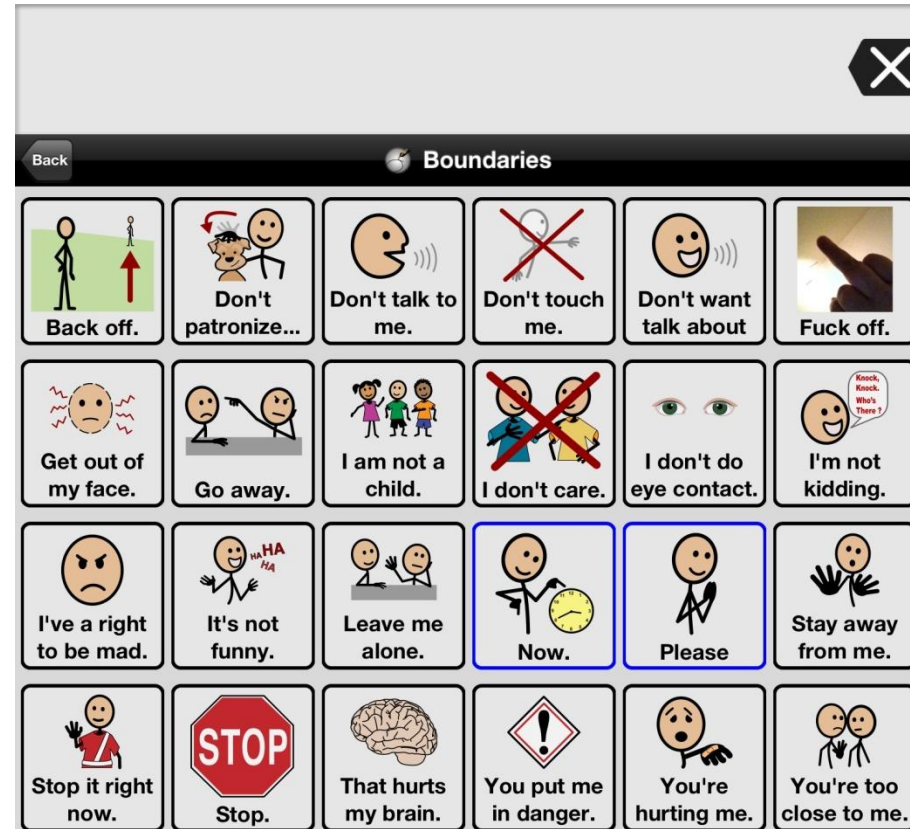 Back
Boundaries
Back off.
Don't
patronize...
Don't talk to
me.
Don't touch
me.
Don't want
talk about
Fuck off.
Get out of
my face.
Go away.
I am not a
child.
I don't care.
I don't do
eye contact.
Knock,
Knock.
Who's
There ?
I'm not
kidding.
I've a right
to be mad.
HA HA
HA
It's not
funny.
Leave me
alone.
Now.
Please
Stay away
from me.
Stop it right
now.
STOP
Stop.
That hurts
my brain.
You put me
in danger.
You're
hurting me.
You're too
close to me.